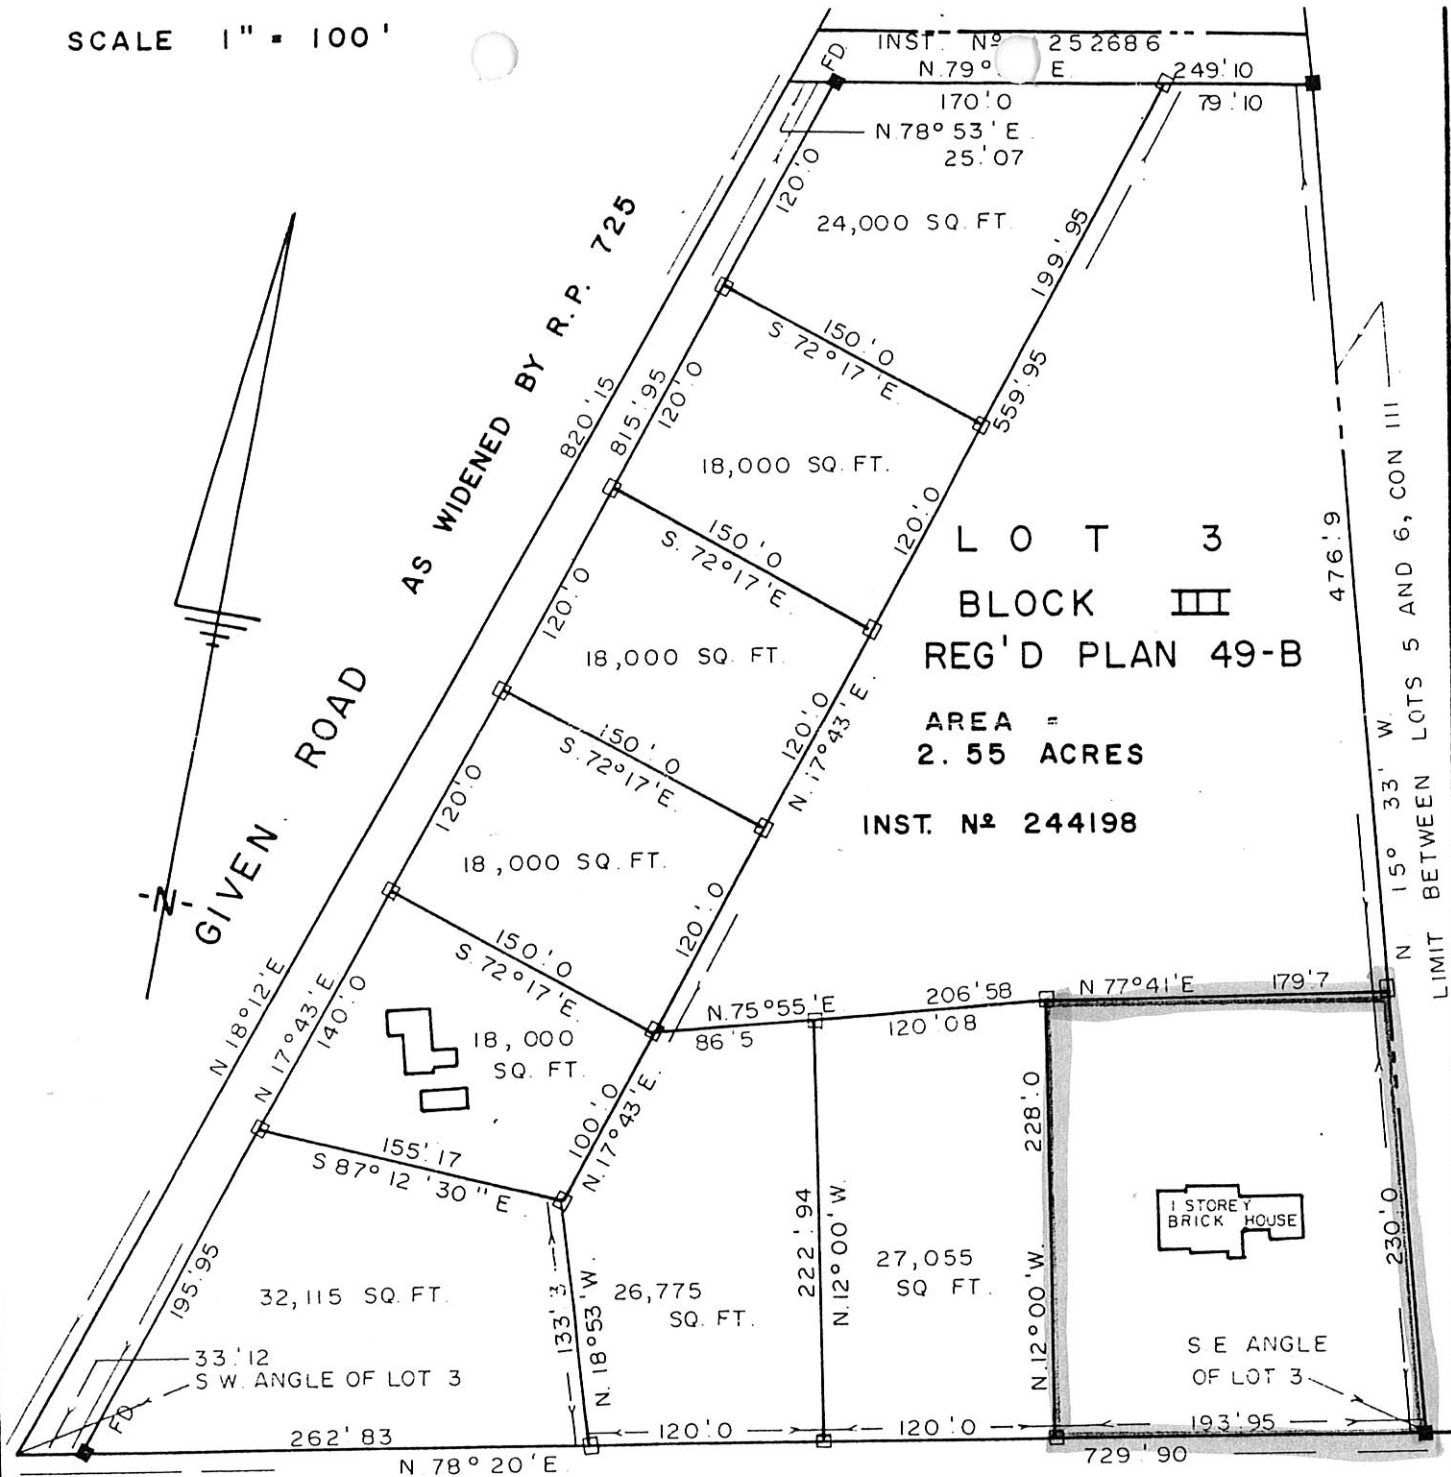 SCALE 1" = 100'
INST. Nº 252686
N.79° E. 249.'10
FD.
170.'0
79.'10
N.78° 53' E.
25.'07
120.'0
24,000 SQ. FT.
199.'95
150.'0
S. 72° 17' E.
AS WIDENED BY R.P. 725
820.'15
815.'95
120.'0
559.'95
18,000 SQ. FT.
120.'0
150.'0
S. 72° 17' E.
LOT 3
BLOCK III
REG'D PLAN 49-B
AREA =
2.55 ACRES
INST. Nº 244198
476.'9
N 15° 33' W.
LIMIT BETWEEN LOTS 5 AND 6, CON III
120.'0
18,000 SQ. FT.
120.'0
N.17°43'E.
150.'0
S. 72° 17' E.
GIVEN ROAD
-N-
120.'0
18,000 SQ. FT.
120.'0
150.'0
S. 72° 17' E.
N 18°12'E
N 17°43'E
140.'0
18,000
SQ. FT.
100.'0
N.17°43'E.
N.75°55'E.
206.'58
86.'5
120.'08
N 77°41'E
179.'7
155.'17
S 87° 12'30" E
195.'95
32,115 SQ. FT.
133.'3
N. 18°53' W.
26,775
SQ. FT.
222.'94
N.12°00'W.
27,055
SQ FT.
228.'0
N.12°00'W.
1 STOREY
BRICK HOUSE
230.'0
S E ANGLE
OF LOT 3
33.'12
S W. ANGLE OF LOT 3
FD.
262.'83
120.'0
120.'0
193.'95
N. 78° 20' E.
729.'90